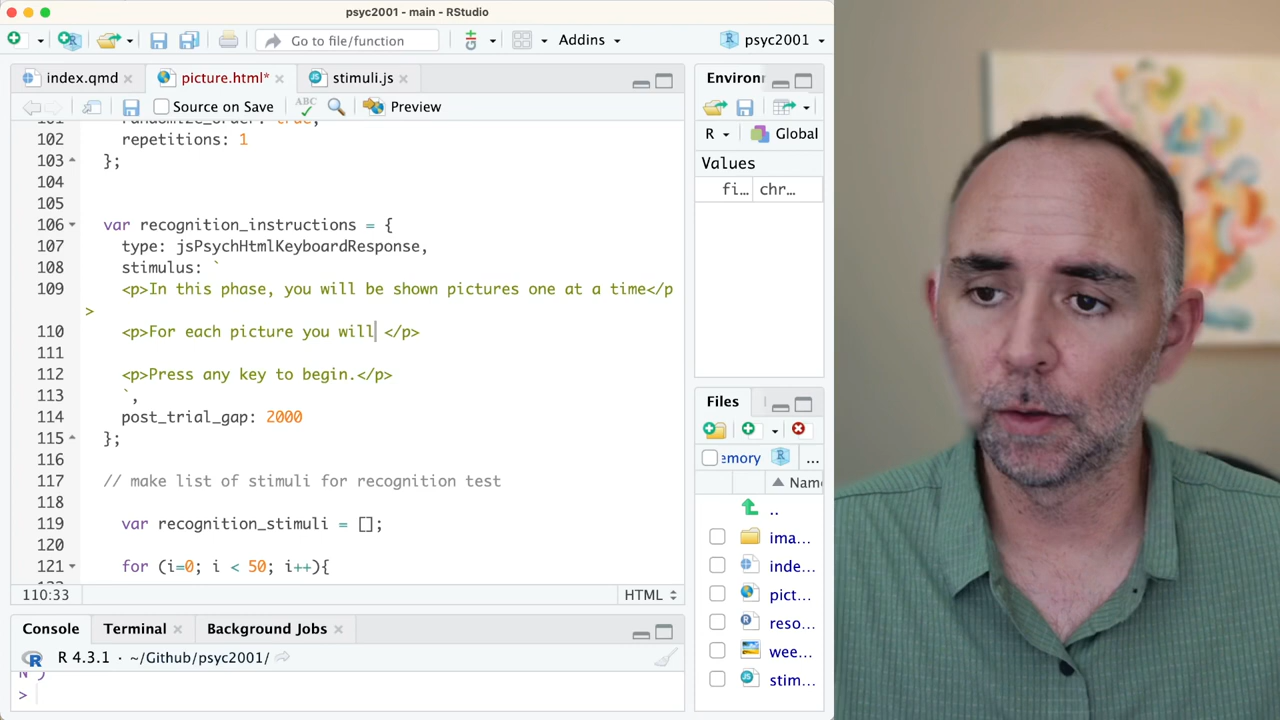 psyc2001 - main - RStudio
Go to file/function
Addins
psyc2001
index.qmd
picture.html*
stimuli.js
Source on Save
ABC
Preview
102 repetitions: 1
103 };
104
105
106 var recognition_instructions = {
107 type: jsPsychHtmlKeyboardResponse,
108 stimulus: `
109 <p>In this phase, you will be shown pictures one at a time</p
>
110 <p>For each picture you will </p>
111
112 <p>Press any key to begin.</p>
113 `,
114 post_trial_gap: 2000
115 };
116
117 // make list of stimuli for recognition test
118
119 var recognition_stimuli = [];
120
121 for (i=0; i < 50; i++){
110:33
HTML
Console
Terminal
Background Jobs
R 4.3.1 · ~/Github/psyc2001/
>
Environ
R
Global
Values
fi...
chr...
Files
emory
R
...
Name
..
ima...
inde...
pict...
reso...
wee...
stim...